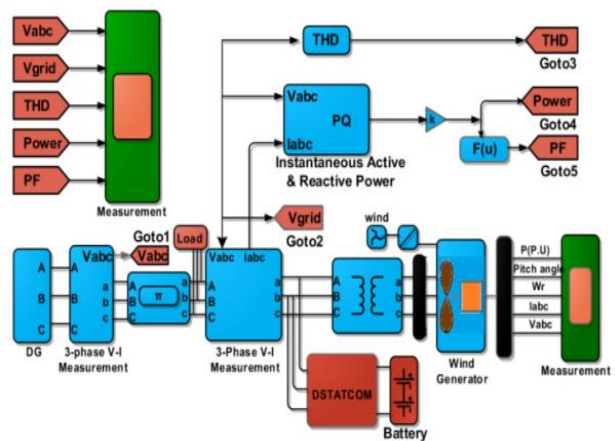 Vabc
Vgrid
THD
Power
PF
Measurement
THD
THD
Goto3
Vabc
PQ
Iabc
Instantaneous Active
& Reactive Power
k
Power
Goto4
F(u)
PF
Goto5
Vgrid
Goto2
Goto1
Vabc
Vabc
Load
A
B
C
DG
A
B
C
a
b
c
3-phase V-I
Measurement
A
B
C
π
a
b
c
Vabc
Iabc
A
B
C
a
b
c
3-Phase V-I
Measurement
A
B
C
a
b
c
wind
Wind
Generator
P(P.U)
Pitch angle
Wr
Iabc
Vabc
Measurement
DSTATCOM
Battery